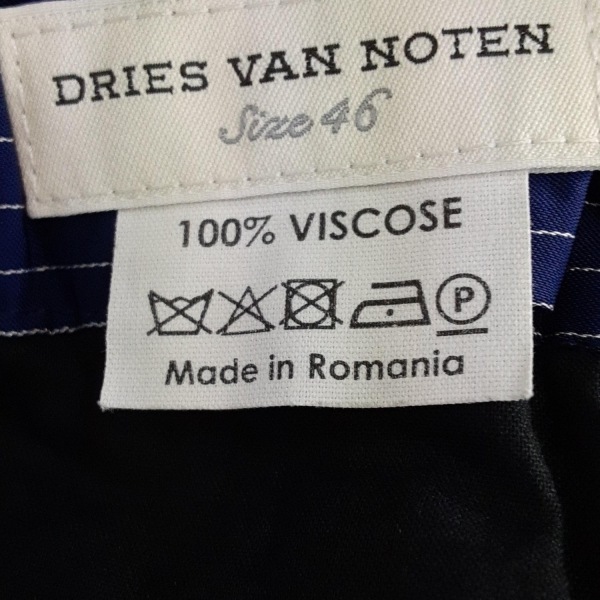 DRIES VAN NOTEN
Size 46
100% VISCOSE
P
Made in Romania